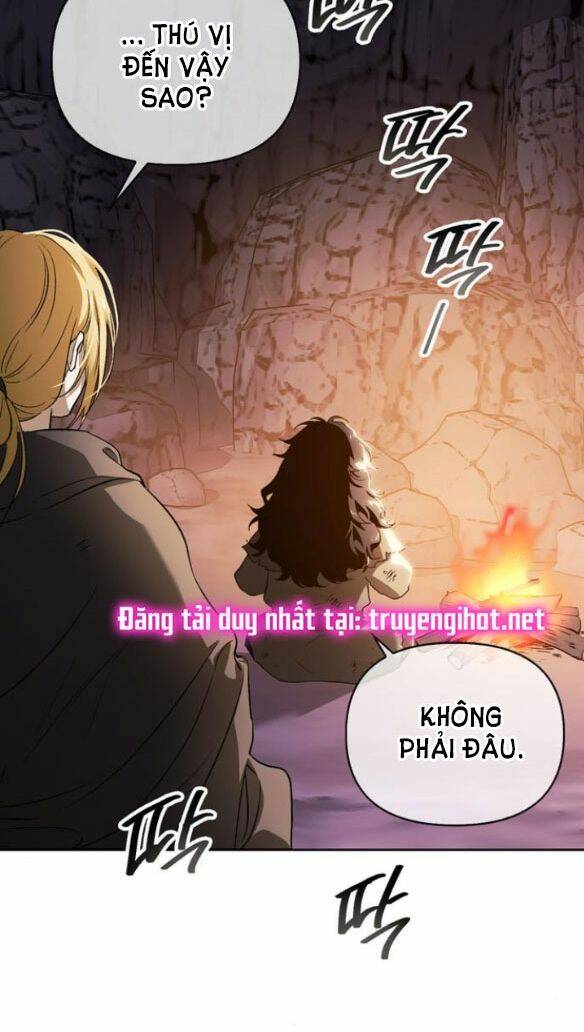 ... THÚ VỊ
ĐẾN VẬY
SAO?
딱
딱
Đăng tải duy nhất tại: truyengihot.net
KHÔNG
PHẢI ĐÂU.
딱
딱